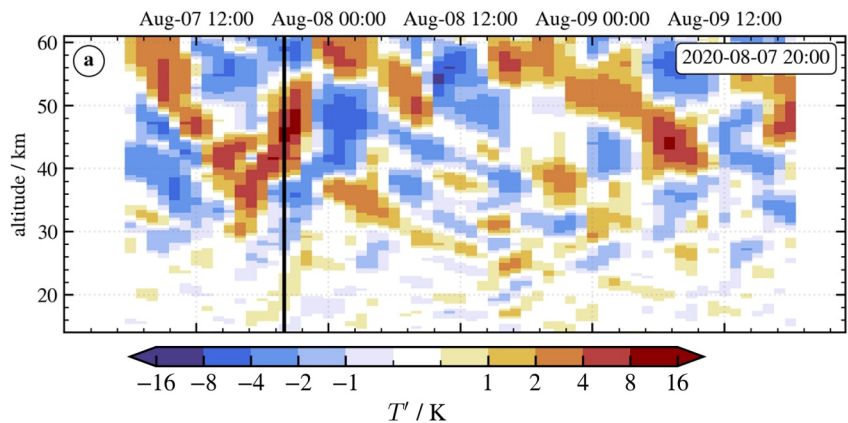 Aug-07 12:00 Aug-08 00:00 Aug-08 12:00 Aug-09 00:00 Aug-09 12:00
a
2020-08-07 20:00
60
50
40
30
20
altitude / km
−16 −8 −4 −2 −1 1 2 4 8 16
T′ / K